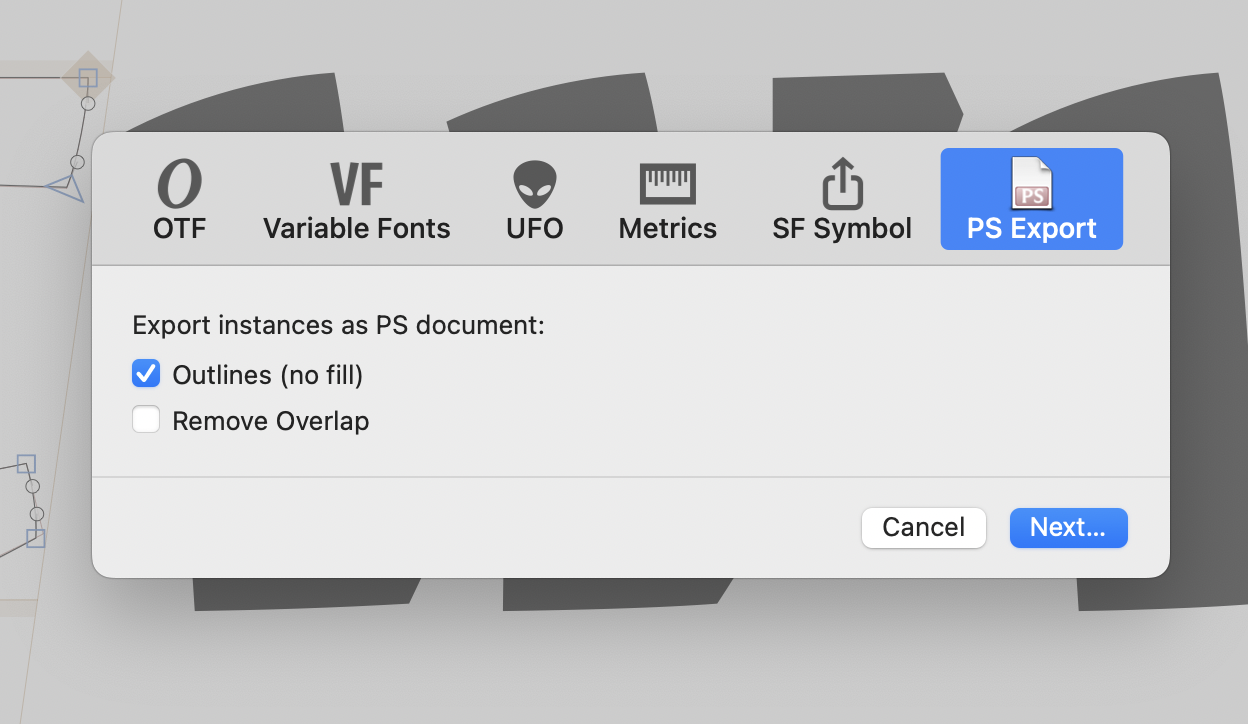 OTF
VF
Variable Fonts
UFO
Metrics
SF Symbol
PS
PS Export
Export instances as PS document:
Outlines (no fill)
Remove Overlap
Cancel
Next...